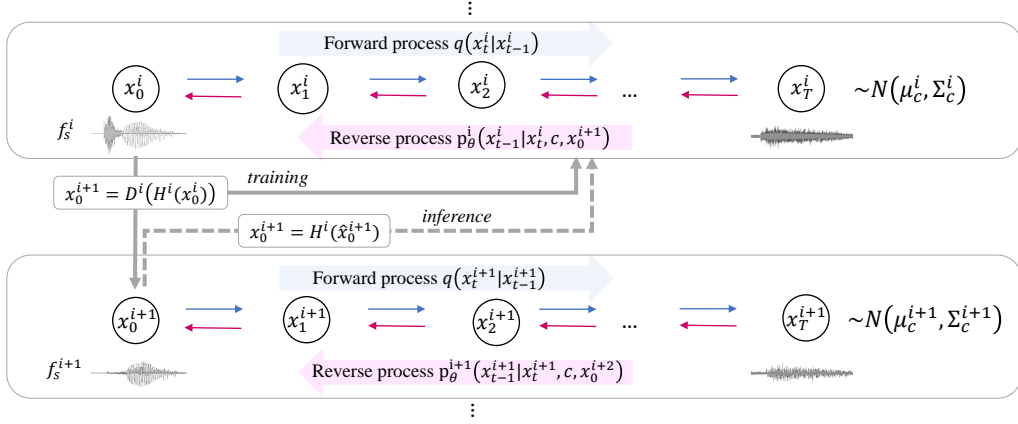 ⋮
Forward process q(x_t^i|x_{t-1}^i)
x_0^i x_1^i x_2^i ... x_T^i ~N(μ_c^i, Σ_c^i)
f_s^i
Reverse process p_θ^i(x_{t-1}^i|x_t^i, c, x_0^{i+1})
training
x_0^{i+1} = D^i(H^i(x_0^i))
inference
x_0^{i+1} = H^i(x̂_0^{i+1})
Forward process q(x_t^{i+1}|x_{t-1}^{i+1})
x_0^{i+1} x_1^{i+1} x_2^{i+1} ... x_T^{i+1} ~N(μ_c^{i+1}, Σ_c^{i+1})
f_s^{i+1}
Reverse process p_θ^{i+1}(x_{t-1}^{i+1}|x_t^{i+1}, c, x_0^{i+2})
⋮